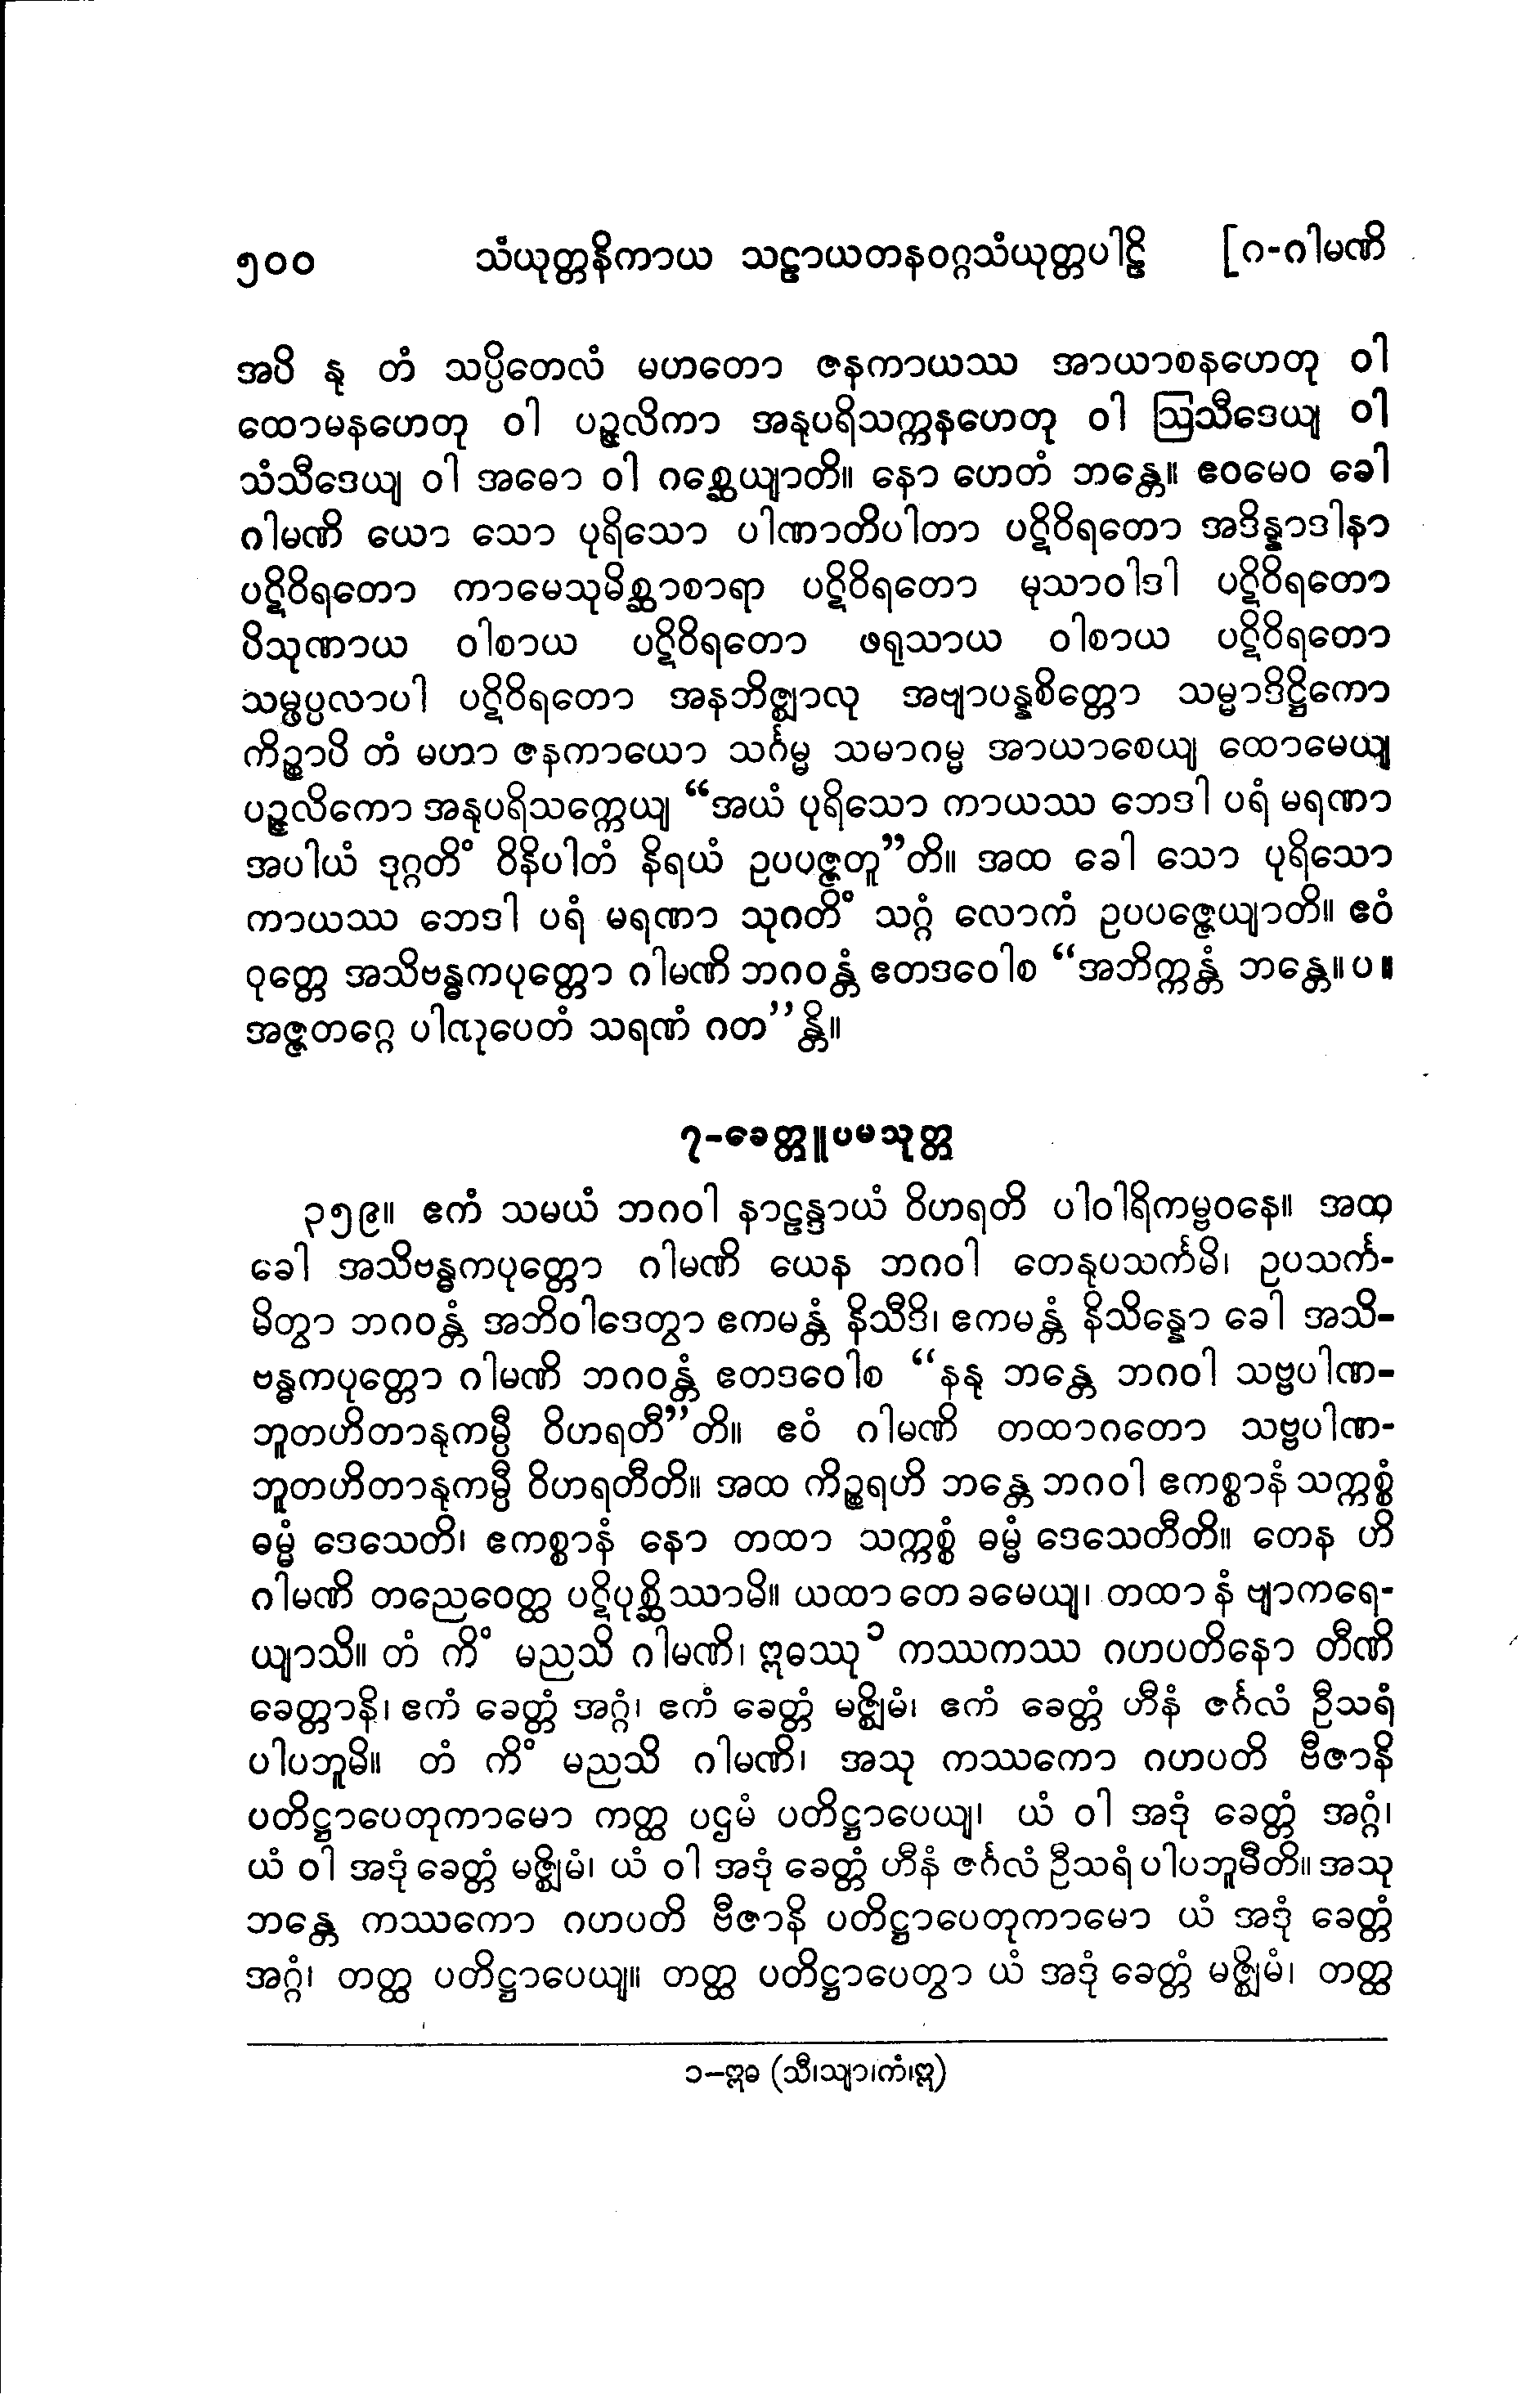 ၅၀၀ သံယုတ္တနိကာယ သဠာယတနဝဂ္ဂသံယုတ္တပါဠိ [ဂ-ဂါမဏိ
အပိ နု တံ သပ္ပိတေလံ မဟတော ဇနကာယဿ အာယာစနဟေတု ဝါ
ထောမနဟေတု ဝါ ပဉ္ဇလိကာ အနုပရိသက္ကနဟေတု ဝါ ဩသီဒေယျ ဝါ
သံသီဒေယျ ဝါ အဓော ဝါ ဂစ္ဆေယျာတိ။ နော ဟေတံ ဘန္တေ။ ဧဝမေဝ ခေါ
ဂါမဏိ ယော သော ပုရိသော ပါဏာတိပါတာ ပဋိဝိရတော အဒိန္နာဒါနာ
ပဋိဝိရတော ကာမေသုမိစ္ဆာစာရာ ပဋိဝိရတော မုသာဝါဒါ ပဋိဝိရတော
ပိသုဏာယ ဝါစာယ ပဋိဝိရတော ဖရုသာယ ဝါစာယ ပဋိဝိရတော
သမ္ဖပ္ပလာပါ ပဋိဝိရတော အနဘိဇ္ဈာလု အဗျာပန္နစိတ္တော သမ္မာဒိဋ္ဌိကော
ကိဉ္စာပိ တံ မဟာ ဇနကာယော သင်္ဂမ္မ သမာဂမ္မ အာယာစေယျ ထောမေယျ
ပဉ္ဇလိကော အနုပရိသက္ကေယျ “အယံ ပုရိသော ကာယဿ ဘေဒါ ပရံ မရဏာ
အပါယံ ဒုဂ္ဂတိံ ဝိနိပါတံ နိရယံ ဥပပဇ္ဇတူ”တိ။ အထ ခေါ သော ပုရိသော
ကာယဿ ဘေဒါ ပရံ မရဏာ သုဂတိံ သဂ္ဂံ လောကံ ဥပပဇ္ဇေယျာတိ။ ဧဝံ
ဝုတ္တေ အသိဗန္ဓကပုတ္တော ဂါမဏိ ဘဂဝန္တံ ဧတဒဝေါစ “အဘိက္ကန္တံ ဘန္တေ။ပ။
အဇ္ဇတဂ္ဂေ ပါဏုပေတံ သရဏံ ဂတ”န္တိ။
၇-ခေတ္တူပမသုတ္တ
၃၅၉။ ဧကံ သမယံ ဘဂဝါ နာဠန္ဒာယံ ဝိဟရတိ ပါဝါရိကမ္ဗဝနေ။ အထ
ခေါ အသိဗန္ဓကပုတ္တော ဂါမဏိ ယေန ဘဂဝါ တေနုပသင်္ကမိ၊ ဥပသင်္က-
မိတွာ ဘဂဝန္တံ အဘိဝါဒေတွာ ဧကမန္တံ နိသီဒိ၊ ဧကမန္တံ နိသိန္နော ခေါ အသိ-
ဗန္ဓကပုတ္တော ဂါမဏိ ဘဂဝန္တံ ဧတဒဝေါစ “နနု ဘန္တေ ဘဂဝါ သဗ္ဗပါဏ-
ဘူတဟိတာနုကမ္ပီ ဝိဟရတီ”တိ။ ဧဝံ ဂါမဏိ တထာဂတော သဗ္ဗပါဏ-
ဘူတဟိတာနုကမ္ပီ ဝိဟရတီတိ။ အထ ကိဉ္စရဟိ ဘန္တေ ဘဂဝါ ဧကစ္စာနံ သက္ကစ္စံ
ဓမ္မံ ဒေသေတိ၊ ဧကစ္စာနံ နော တထာ သက္ကစ္စံ ဓမ္မံ ဒေသေတီတိ။ တေန ဟိ
ဂါမဏိ တညေဝေတ္ထ ပဋိပုစ္ဆိဿာမိ။ ယထာ တေ ခမေယျ၊ တထာ နံ ဗျာကရေ-
ယျာသိ။ တံ ကိံ မညသိ ဂါမဏိ၊ ဣဓဿု ၁ ကဿကဿ ဂဟပတိနော တီဏိ
ခေတ္တာနိ၊ ဧကံ ခေတ္တံ အဂ္ဂံ၊ ဧကံ ခေတ္တံ မဇ္ဈိမံ၊ ဧကံ ခေတ္တံ ဟီနံ ဇင်္ဂလံ ဦသရံ
ပါပဘူမိ။ တံ ကိံ မညသိ ဂါမဏိ၊ အသု ကဿကော ဂဟပတိ ဗီဇာနိ
ပတိဋ္ဌာပေတုကာမော ကတ္ထ ပဌမံ ပတိဋ္ဌာပေယျ၊ ယံ ဝါ အဒုံ ခေတ္တံ အဂ္ဂံ၊
ယံ ဝါ အဒုံ ခေတ္တံ မဇ္ဈိမံ၊ ယံ ဝါ အဒုံ ခေတ္တံ ဟီနံ ဇင်္ဂလံ ဦသရံ ပါပဘူမီတိ။ အသု
ဘန္တေ ကဿကော ဂဟပတိ ဗီဇာနိ ပတိဋ္ဌာပေတုကာမော ယံ အဒုံ ခေတ္တံ
အဂ္ဂံ၊ တတ္ထ ပတိဋ္ဌာပေယျ။ တတ္ထ ပတိဋ္ဌာပေတွာ ယံ အဒုံ ခေတ္တံ မဇ္ဈိမံ၊ တတ္ထ
၁–ဣဓ (သီ၊သျာ၊ကံ၊ဣ)